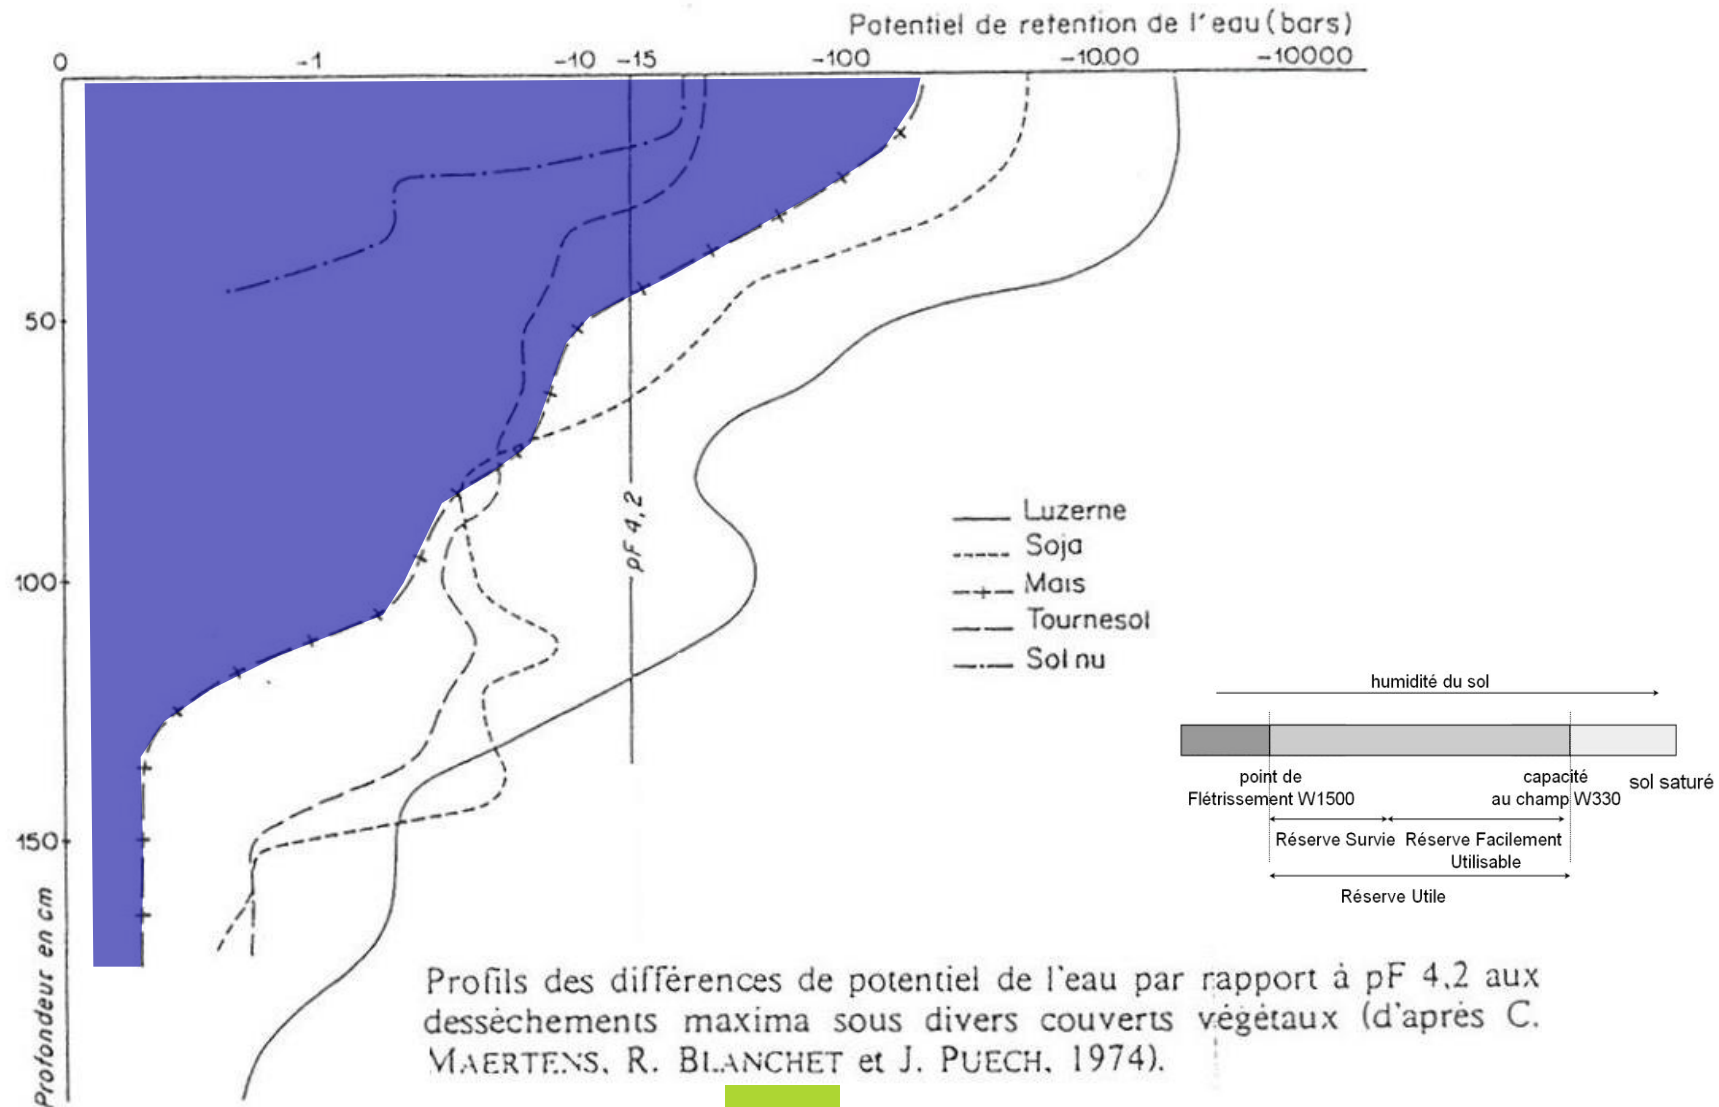 Potentiel de retention de l'eau (bars)
0 -1 -10 -15 -100 -1000 -10000
50
100
150
Profondeur en cm
pF 4,2
Luzerne
Soja
Mais
Tournesol
Sol nu
humidité du sol
point de
Flétrissement W1500
capacité
au champ W330
sol saturé
Réserve Survie
Réserve Facilement
Utilisable
Réserve Utile
Profils des différences de potentiel de l'eau par rapport à pF 4,2 aux
dessèchements maxima sous divers couverts végétaux (d'après C.
MAERTENS, R. BLANCHET et J. PUECH, 1974).